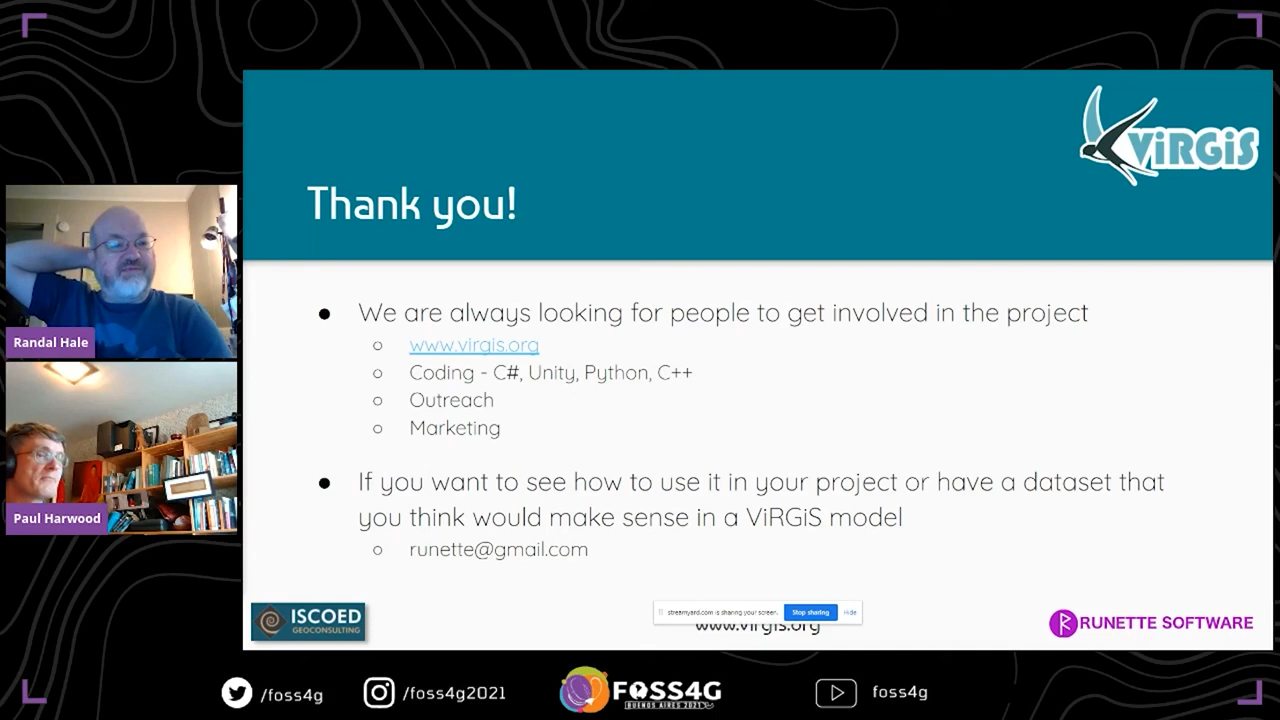 ViRGiS
Thank you!
Randal Hale
Paul Harwood
● We are always looking for people to get involved in the project
○ www.virgis.org
○ Coding - C#, Unity, Python, C++
○ Outreach
○ Marketing
● If you want to see how to use it in your project or have a dataset that
you think would make sense in a ViRGiS model
○ runette@gmail.com
ISCOED
GEOCONSULTING
streamyard.com is sharing your screen.
Stop sharing
Hide
www.virgis.org
RUNETTE SOFTWARE
/foss4g
/foss4g2021
FOSS4G
BUENOS AIRES 2021
foss4g